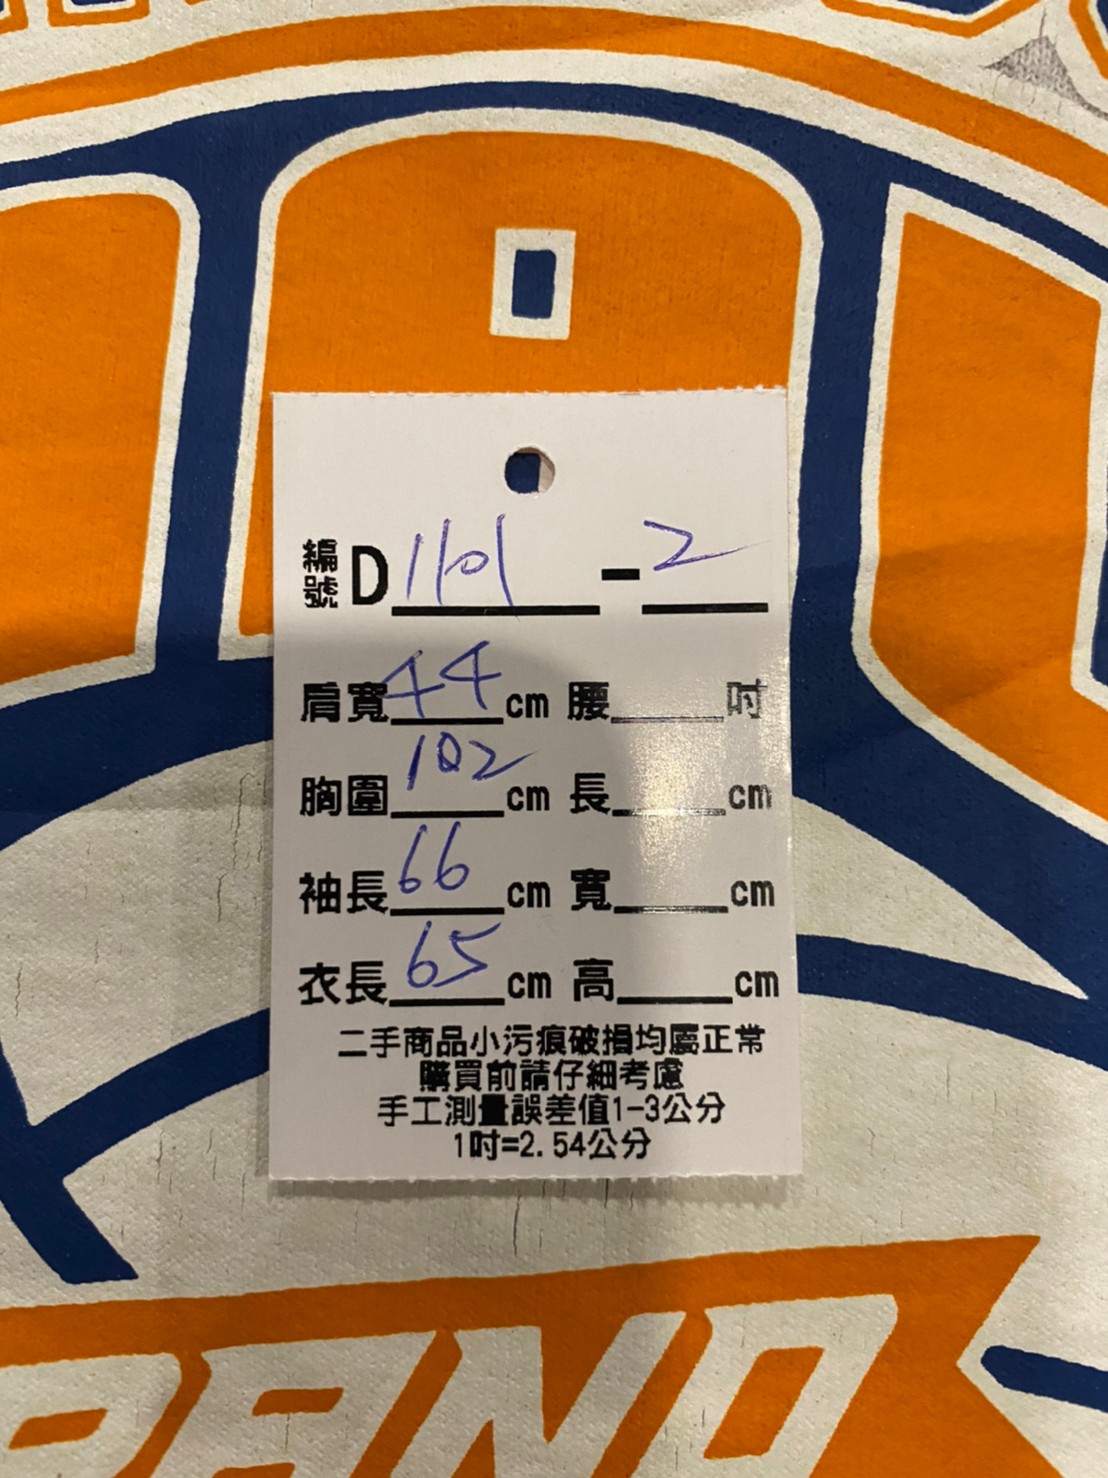 編號 D 1101 - 2
肩寬 44 cm 腰 吋
胸圍 102 cm 長 cm
袖長 66 cm 寬 cm
衣長 65 cm 高 cm
二手商品小污痕破損均屬正常
購買前請仔細考慮
手工測量誤差值1-3公分
1吋=2.54公分